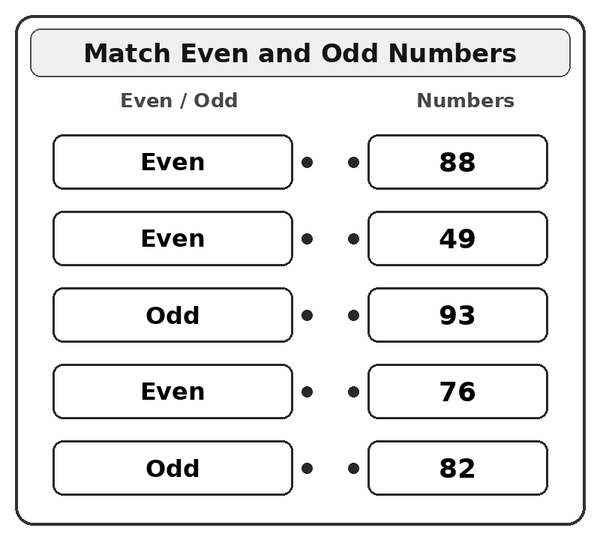 Match Even and Odd Numbers
Even / Odd Numbers
Even 88
Even 49
Odd 93
Even 76
Odd 82